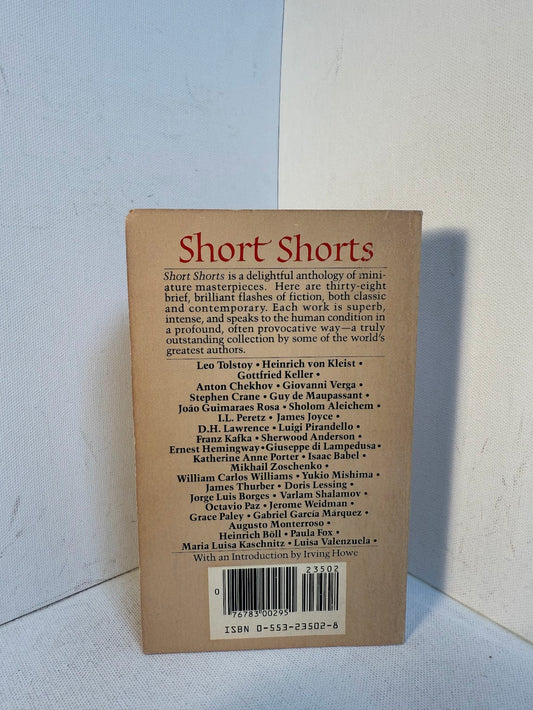 Short Shorts
Short Shorts is a delightful anthology of mini-
ature masterpieces. Here are thirty-eight
brief, brilliant flashes of fiction, both classic
and contemporary. Each work is superb,
intense, and speaks to the human condition in
a profound, often provocative way—a truly
outstanding collection by some of the world's
greatest authors.
Leo Tolstoy • Heinrich von Kleist •
Gottfried Keller •
Anton Chekhov • Giovanni Verga •
Stephen Crane • Guy de Maupassant •
João Guimaraes Rosa • Sholom Aleichem •
I.L. Peretz • James Joyce •
D.H. Lawrence • Luigi Pirandello •
Franz Kafka • Sherwood Anderson •
Ernest Hemingway • Giuseppe di Lampedusa •
Katherine Anne Porter • Isaac Babel •
Mikhail Zoschenko •
William Carlos Williams • Yukio Mishima •
James Thurber • Doris Lessing •
Jorge Luis Borges • Varlam Shalamov •
Octavio Paz • Jerome Weidman •
Grace Paley • Gabriel García Márquez •
Augusto Monterroso •
Heinrich Böll • Paula Fox •
Maria Luisa Kaschnitz • Luisa Valenzuela •
With an Introduction by Irving Howe
23502
0 76783 00295
ISBN 0-553-23502-8